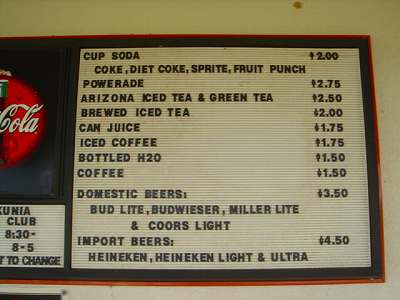 CUP SODA $2.00
COKE, DIET COKE, SPRITE, FRUIT PUNCH
POWERADE $2.75
ARIZONA ICED TEA & GREEN TEA $2.50
BREWED ICED TEA $2.00
CAN JUICE $1.75
ICED COFFEE $1.75
BOTTLED H2O $1.50
COFFEE $1.50
DOMESTIC BEERS: $3.50
BUD LITE, BUDWIESER, MILLER LITE
& COORS LIGHT
IMPORT BEERS: $4.50
HEINEKEN, HEINEKEN LIGHT & ULTRA
Cola
KUNIA
CLUB
8:30-
8-5
T TO CHANGE